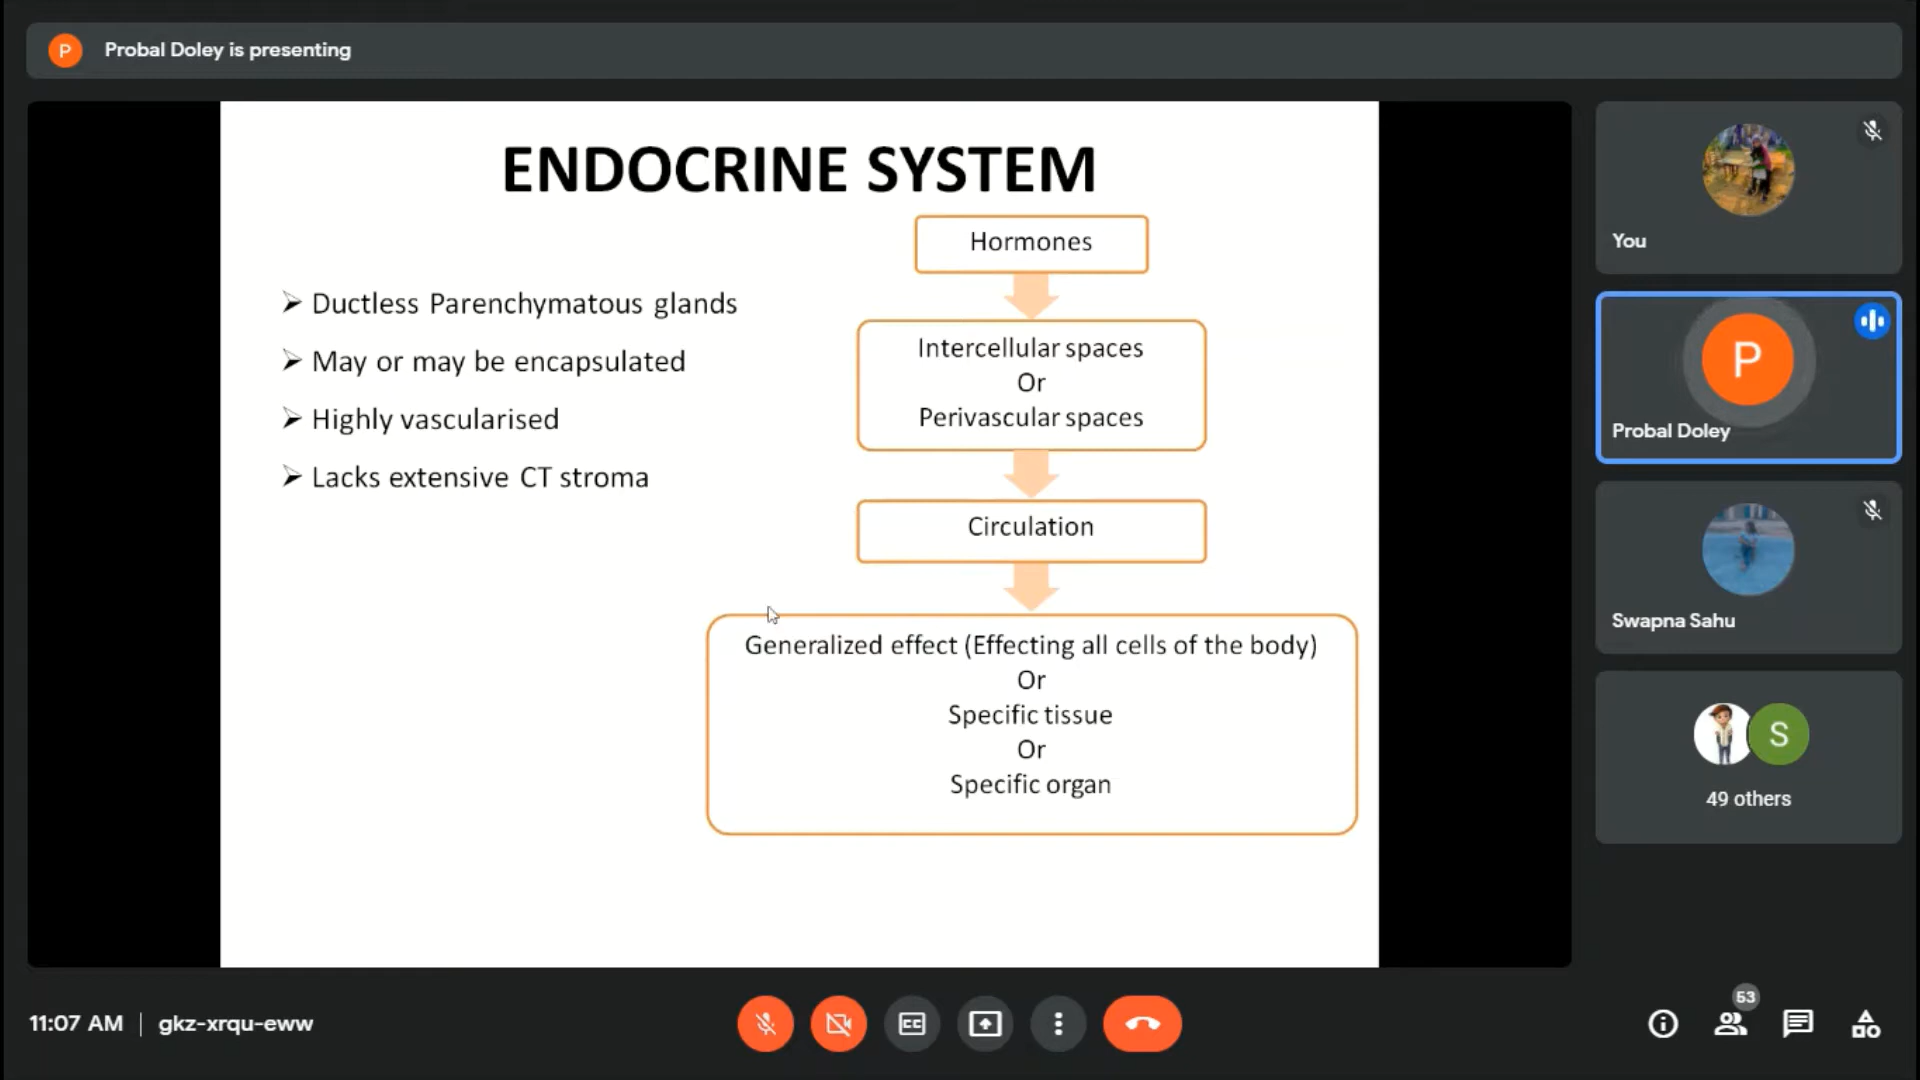 P
Probal Doley is presenting
ENDOCRINE SYSTEM
Ductless Parenchymatous glands
May or may be encapsulated
Highly vascularised
Lacks extensive CT stroma
Hormones
Intercellular spaces
Or
Perivascular spaces
Circulation
Generalized effect (Effecting all cells of the body)
Or
Specific tissue
Or
Specific organ
You
P
Probal Doley
Swapna Sahu
S
49 others
11:07 AM | gkz-xrqu-eww
CC
53